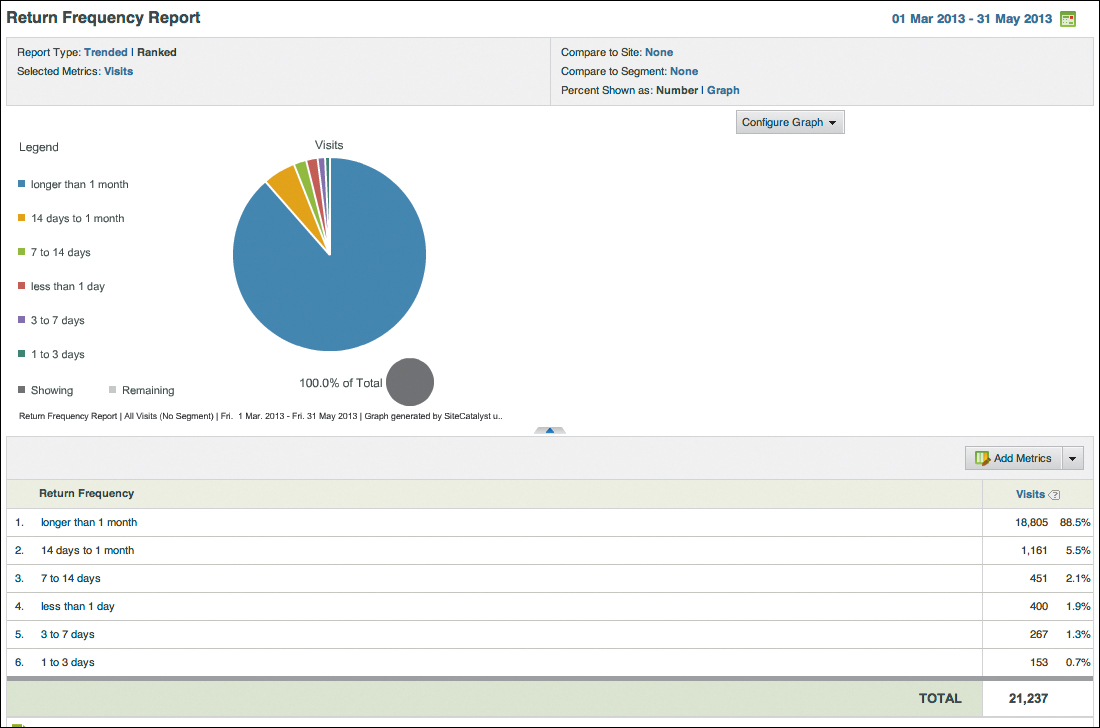 Return Frequency Report
01 Mar 2013 - 31 May 2013
Report Type: Trended | Ranked
Selected Metrics: Visits
Compare to Site: None
Compare to Segment: None
Percent Shown as: Number | Graph
Configure Graph
Legend
Visits
longer than 1 month
14 days to 1 month
7 to 14 days
less than 1 day
3 to 7 days
1 to 3 days
Showing Remaining
100.0% of Total
Return Frequency Report | All Visits (No Segment) | Fri. 1 Mar. 2013 - Fri. 31 May 2013 | Graph generated by SiteCatalyst u..
Add Metrics
Return Frequency Visits ?
1. longer than 1 month 18,805 88.5%
2. 14 days to 1 month 1,161 5.5%
3. 7 to 14 days 451 2.1%
4. less than 1 day 400 1.9%
5. 3 to 7 days 267 1.3%
6. 1 to 3 days 153 0.7%
TOTAL 21,237